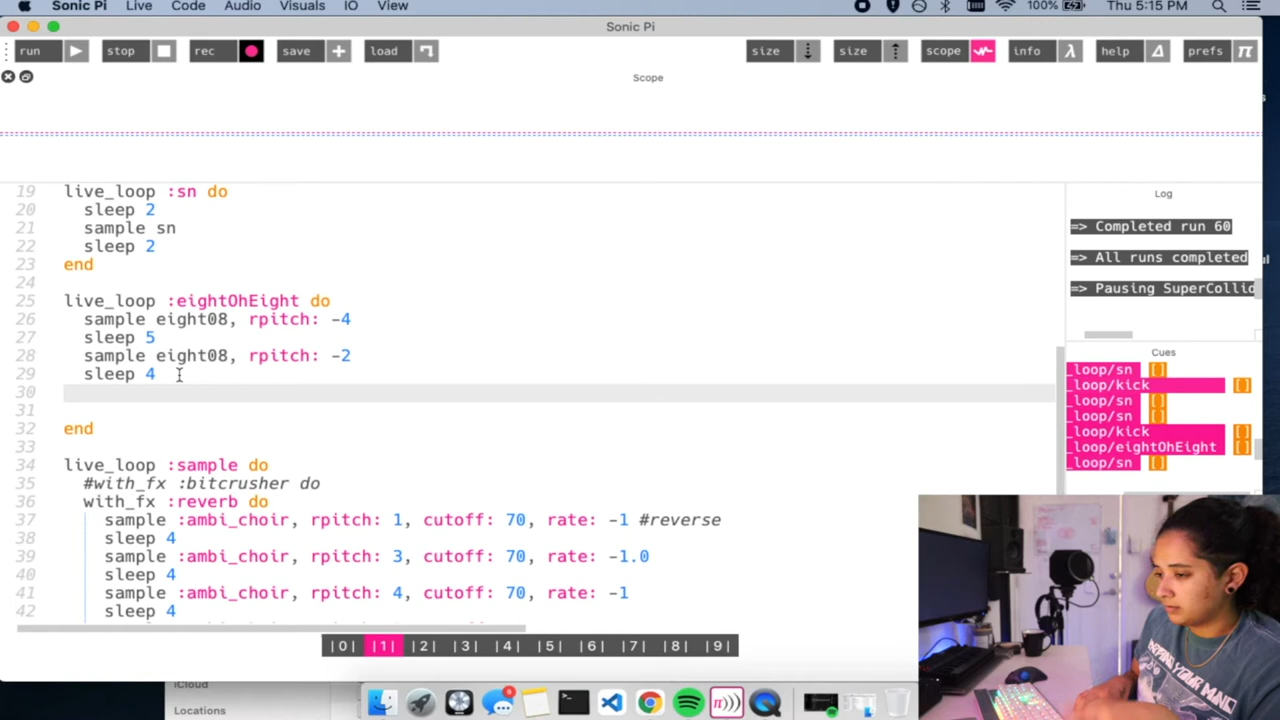 Sonic Pi Live Code Audio Visuals IO View 100% Thu 5:15 PM
Sonic Pi
run stop rec save load size size scope info help prefs
Scope
19 live_loop :sn do
20 sleep 2
21 sample sn
22 sleep 2
23 end
24
25 live_loop :eightOhEight do
26 sample eight08, rpitch: -4
27 sleep 5
28 sample eight08, rpitch: -2
29 sleep 4
30
31
32 end
33
34 live_loop :sample do
35 #with_fx :bitcrusher do
36 with_fx :reverb do
37 sample :ambi_choir, rpitch: 1, cutoff: 70, rate: -1 #reverse
38 sleep 4
39 sample :ambi_choir, rpitch: 3, cutoff: 70, rate: -1.0
40 sleep 4
41 sample :ambi_choir, rpitch: 4, cutoff: 70, rate: -1
42 sleep 4
Log
=> Completed run 60
=> All runs completed
=> Pausing SuperCollid
Cues
_loop/sn []
_loop/kick []
_loop/sn []
_loop/sn []
_loop/kick []
_loop/eightOhEight []
_loop/sn []
|0| |1| |2| |3| |4| |5| |6| |7| |8| |9|
iCloud
Locations